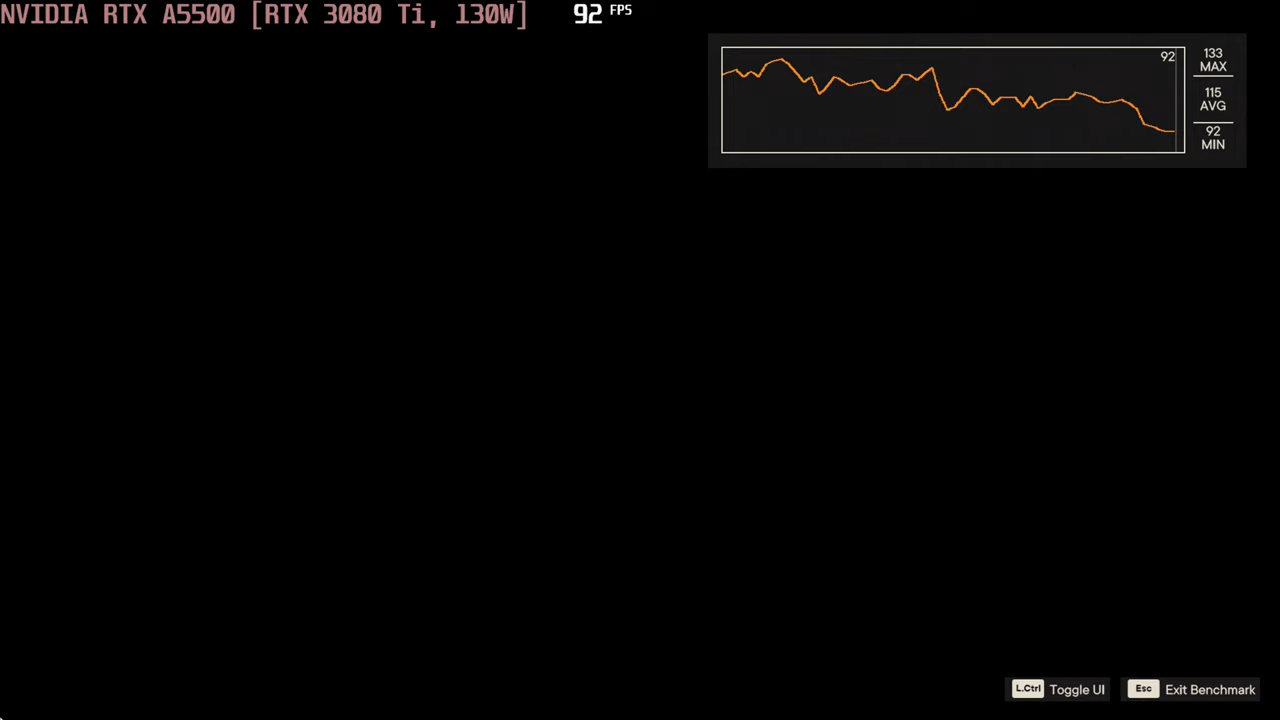 NVIDIA RTX A5500 [RTX 3080 Ti, 130W] 92 FPS
92
133
MAX
115
AVG
92
MIN
L.Ctrl Toggle UI Esc Exit Benchmark